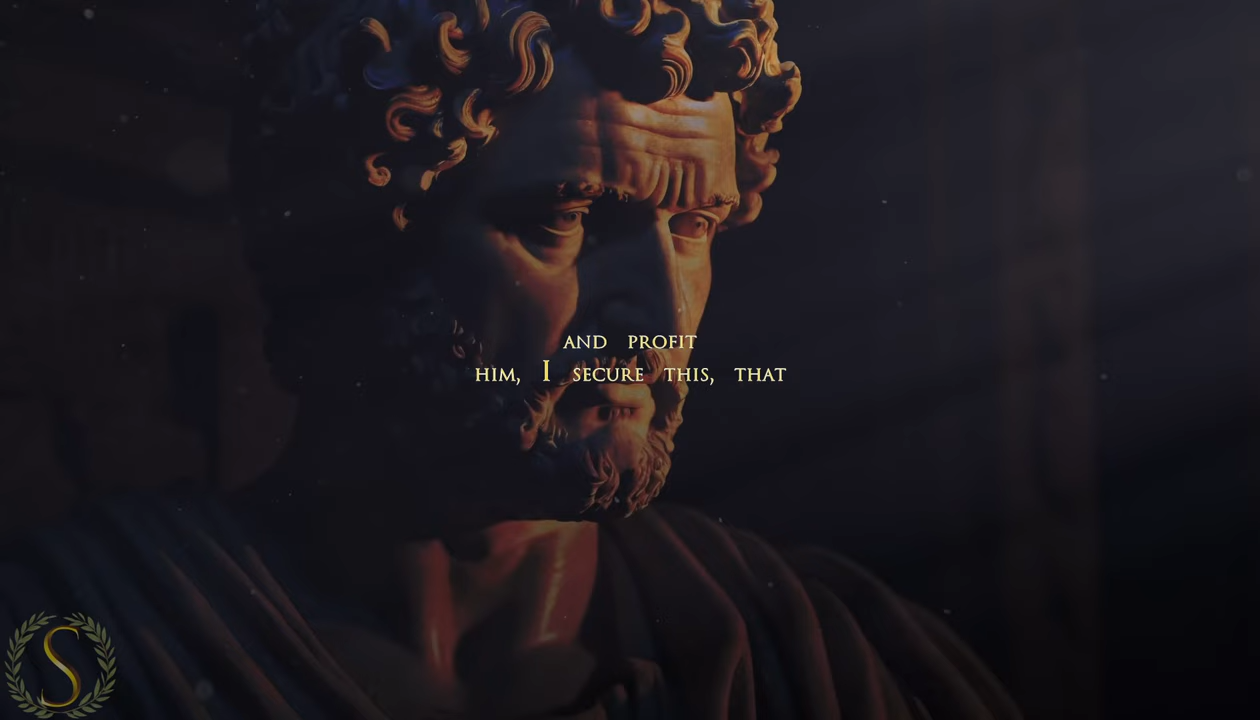 AND PROFIT
HIM, I SECURE THIS, THAT
S